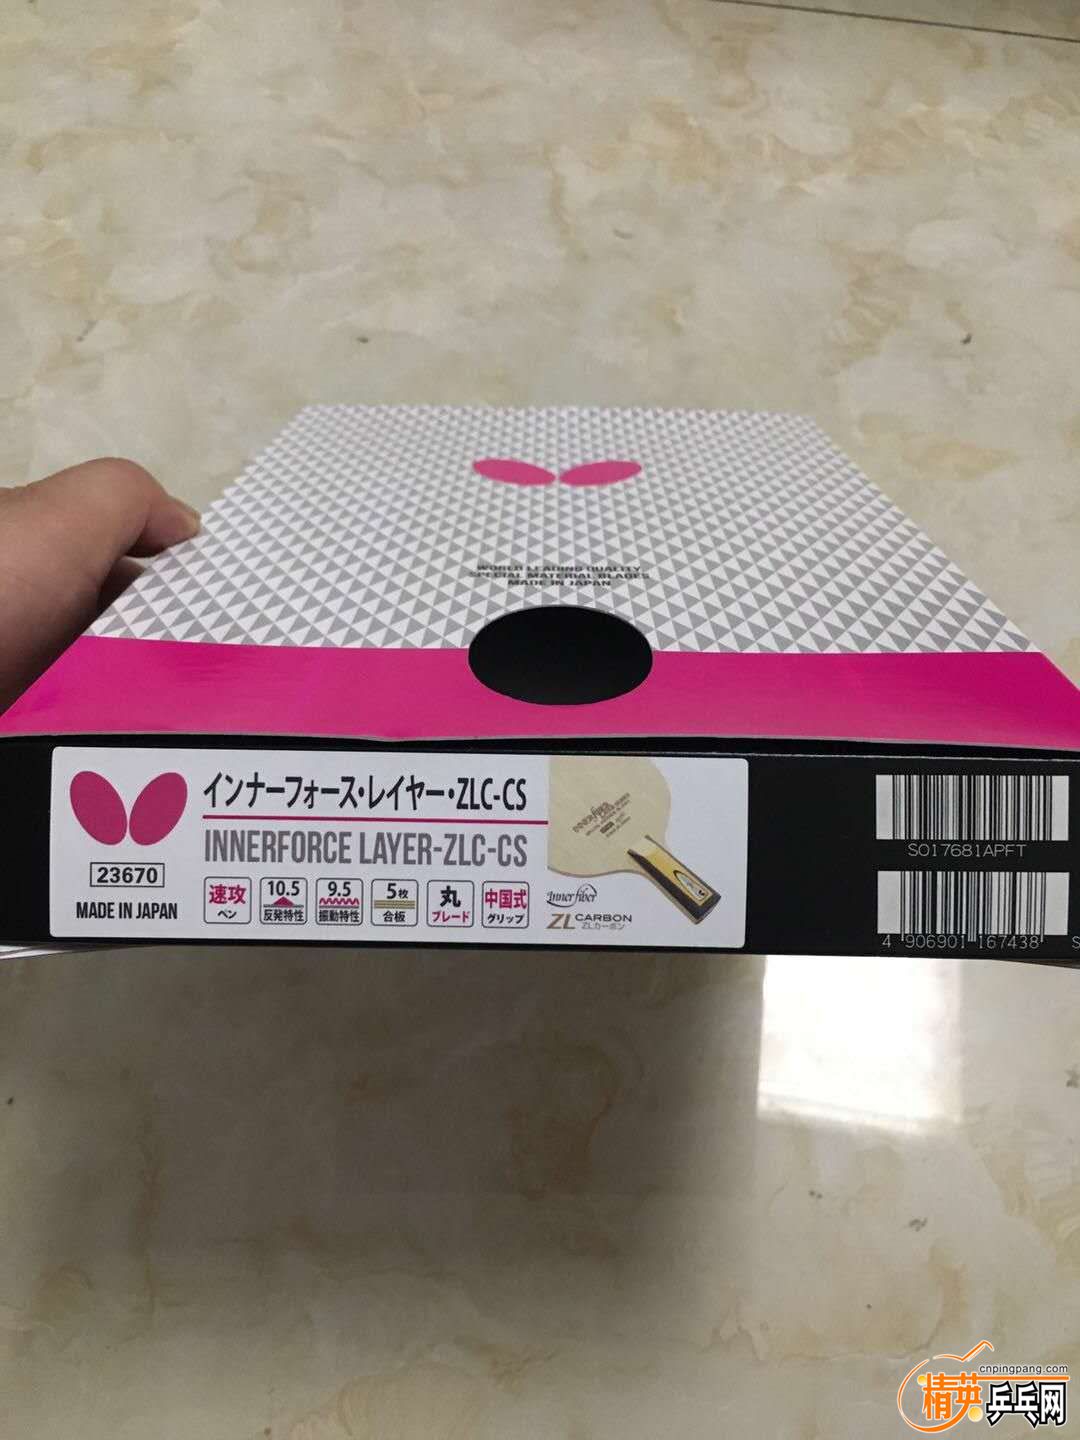 WORLD LEADING QUALITY
SPECIAL MATERIAL BLADES
MADE IN JAPAN
インナーフォース・レイヤー・ZLC-CS
INNERFORCE LAYER-ZLC-CS
23670
MADE IN JAPAN
速攻 ペン
10.5 反発特性
9.5 振動特性
5枚 合板
丸 ブレード
中国式 グリップ
Innerfiber
ZL CARBON
ZLカーボン
SO17681APFT
4 906901 167438
cnpingpang.com
精英乒乓网